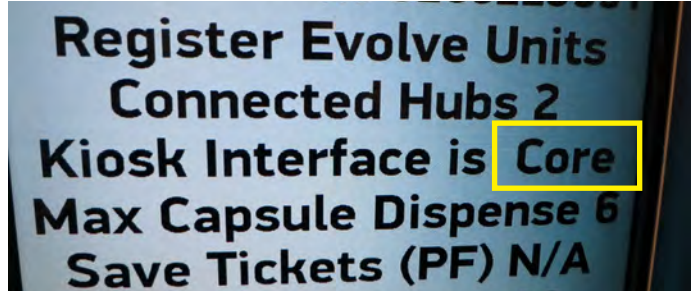 Register Evolve Units
Connected Hubs 2
Kiosk Interface is Core
Max Capsule Dispense 6
Save Tickets (PF) N/A